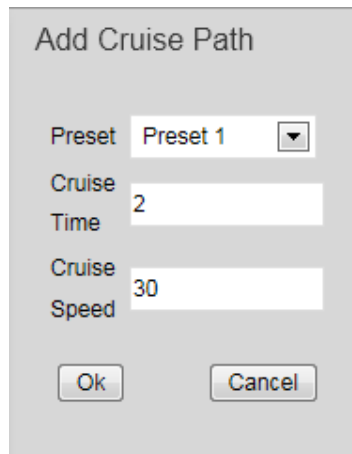 Add Cruise Path
Preset Preset 1
Cruise
Time
2
Cruise
Speed
30
Ok Cancel